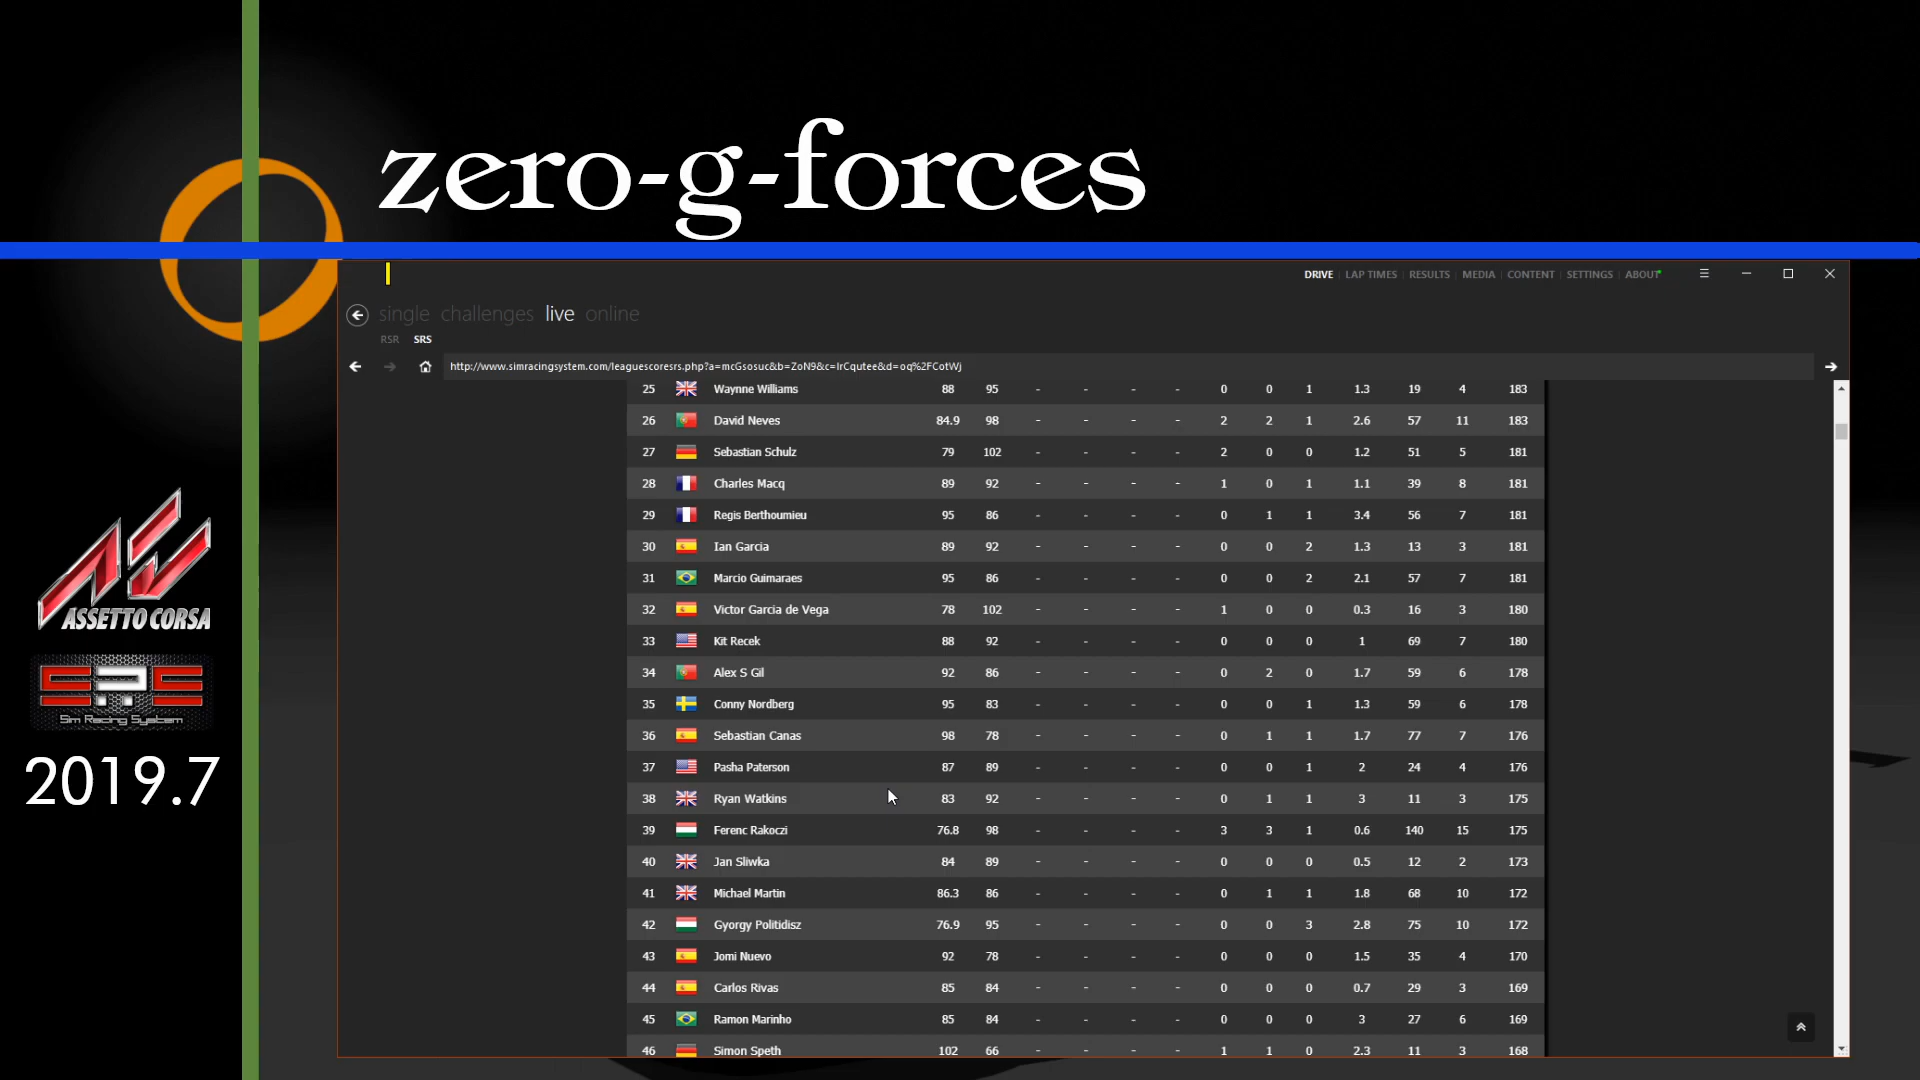 zero-g-forces
DRIVE LAP TIMES RESULTS MEDIA CONTENT SETTINGS ABOUT
single challenges live online
RSR SRS
http://www.simracingsystem.com/leaguescoresrs.php?a=mcGsosuc&b=ZoN9&c=IrCqutee&d=oq%2FCotWj
25 Waynne Williams 88 95 - - - - 0 0 1 1.3 19 4 183
26 David Neves 84.9 98 - - - - 2 2 1 2.6 57 11 183
27 Sebastian Schulz 79 102 - - - - 2 0 0 1.2 51 5 181
28 Charles Macq 89 92 - - - - 1 0 1 1.1 39 8 181
29 Regis Berthoumieu 95 86 - - - - 0 1 1 3.4 56 7 181
30 Ian Garcia 89 92 - - - - 0 0 2 1.3 13 3 181
31 Marcio Guimaraes 95 86 - - - - 0 0 2 2.1 57 7 181
32 Victor Garcia de Vega 78 102 - - - - 1 0 0 0.3 16 3 180
33 Kit Recek 88 92 - - - - 0 0 0 1 69 7 180
34 Alex S Gil 92 86 - - - - 0 2 0 1.7 59 6 178
35 Conny Nordberg 95 83 - - - - 0 0 1 1.3 59 6 178
36 Sebastian Canas 98 78 - - - - 0 1 1 1.7 77 7 176
37 Pasha Paterson 87 89 - - - - 0 0 1 2 24 4 176
38 Ryan Watkins 83 92 - - - - 0 1 1 3 11 3 175
39 Ferenc Rakoczi 76.8 98 - - - - 3 3 1 0.6 140 15 175
40 Jan Sliwka 84 89 - - - - 0 0 0 0.5 12 2 173
41 Michael Martin 86.3 86 - - - - 0 1 1 1.8 68 10 172
42 Gyorgy Politidisz 76.9 95 - - - - 0 0 3 2.8 75 10 172
43 Jomi Nuevo 92 78 - - - - 0 0 0 1.5 35 4 170
44 Carlos Rivas 85 84 - - - - 0 0 0 0.7 29 3 169
45 Ramon Marinho 85 84 - - - - 0 0 0 3 27 6 169
46 Simon Speth 102 66 - - - - 1 1 0 2.3 11 3 168
ASSETTO CORSA
SRS
Sim Racing System
2019.7